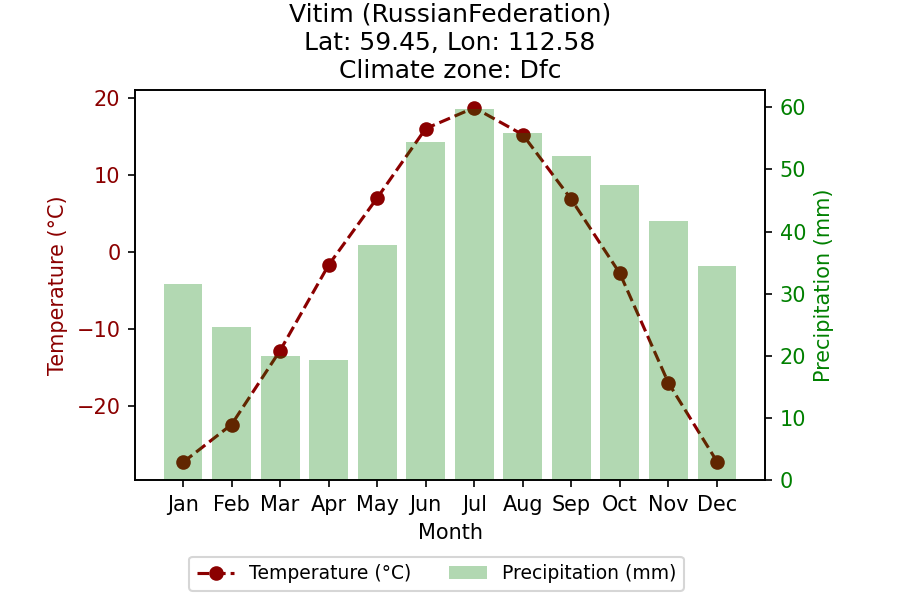 Vitim (RussianFederation)
Lat: 59.45, Lon: 112.58
Climate zone: Dfc
20
10
0
−10
−20
Temperature (°C)
60
50
40
30
20
10
0
Precipitation (mm)
Jan Feb Mar Apr May Jun Jul Aug Sep Oct Nov Dec
Month
Temperature (°C) Precipitation (mm)